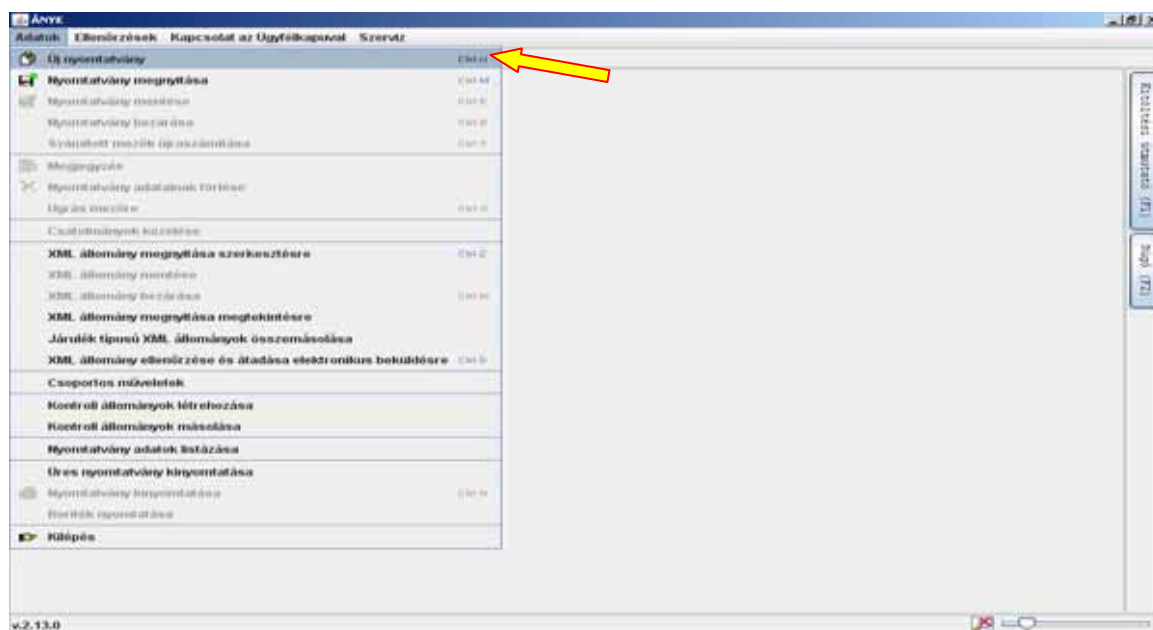 ÁNYK
Adatok Ellenőrzések Kapcsolat az Ügyfélkapuval Szerviz
Új nyomtatvány Ctrl-U
Nyomtatvány megnyitása Ctrl-M
Nyomtatvány mentése
Nyomtatvány bezárása
Számított mezők újraszámítása
Megjegyzés
Nyomtatvány adatainak törlése
Ugrás mezőre
Csatolmányok kezelése
XML állomány megnyitása szerkesztésre
XML állomány mentése
XML állomány bezárása
XML állomány megnyitása megtekintésre
Járulék típusú XML állományok összemásolása
XML állomány ellenőrzése és átadása elektronikus beküldésre
Csoportos műveletek
Kontroll állományok létrehozása
Kontroll állományok másolása
Nyomtatvány adatok listázása
Üres nyomtatvány kinyomtatása
Nyomtatvány kinyomtatása
Kivonatolt nyomtatása
Kilépés
Kitöltési útmutató (F1)
Súgó (F2)
v.2.13.0